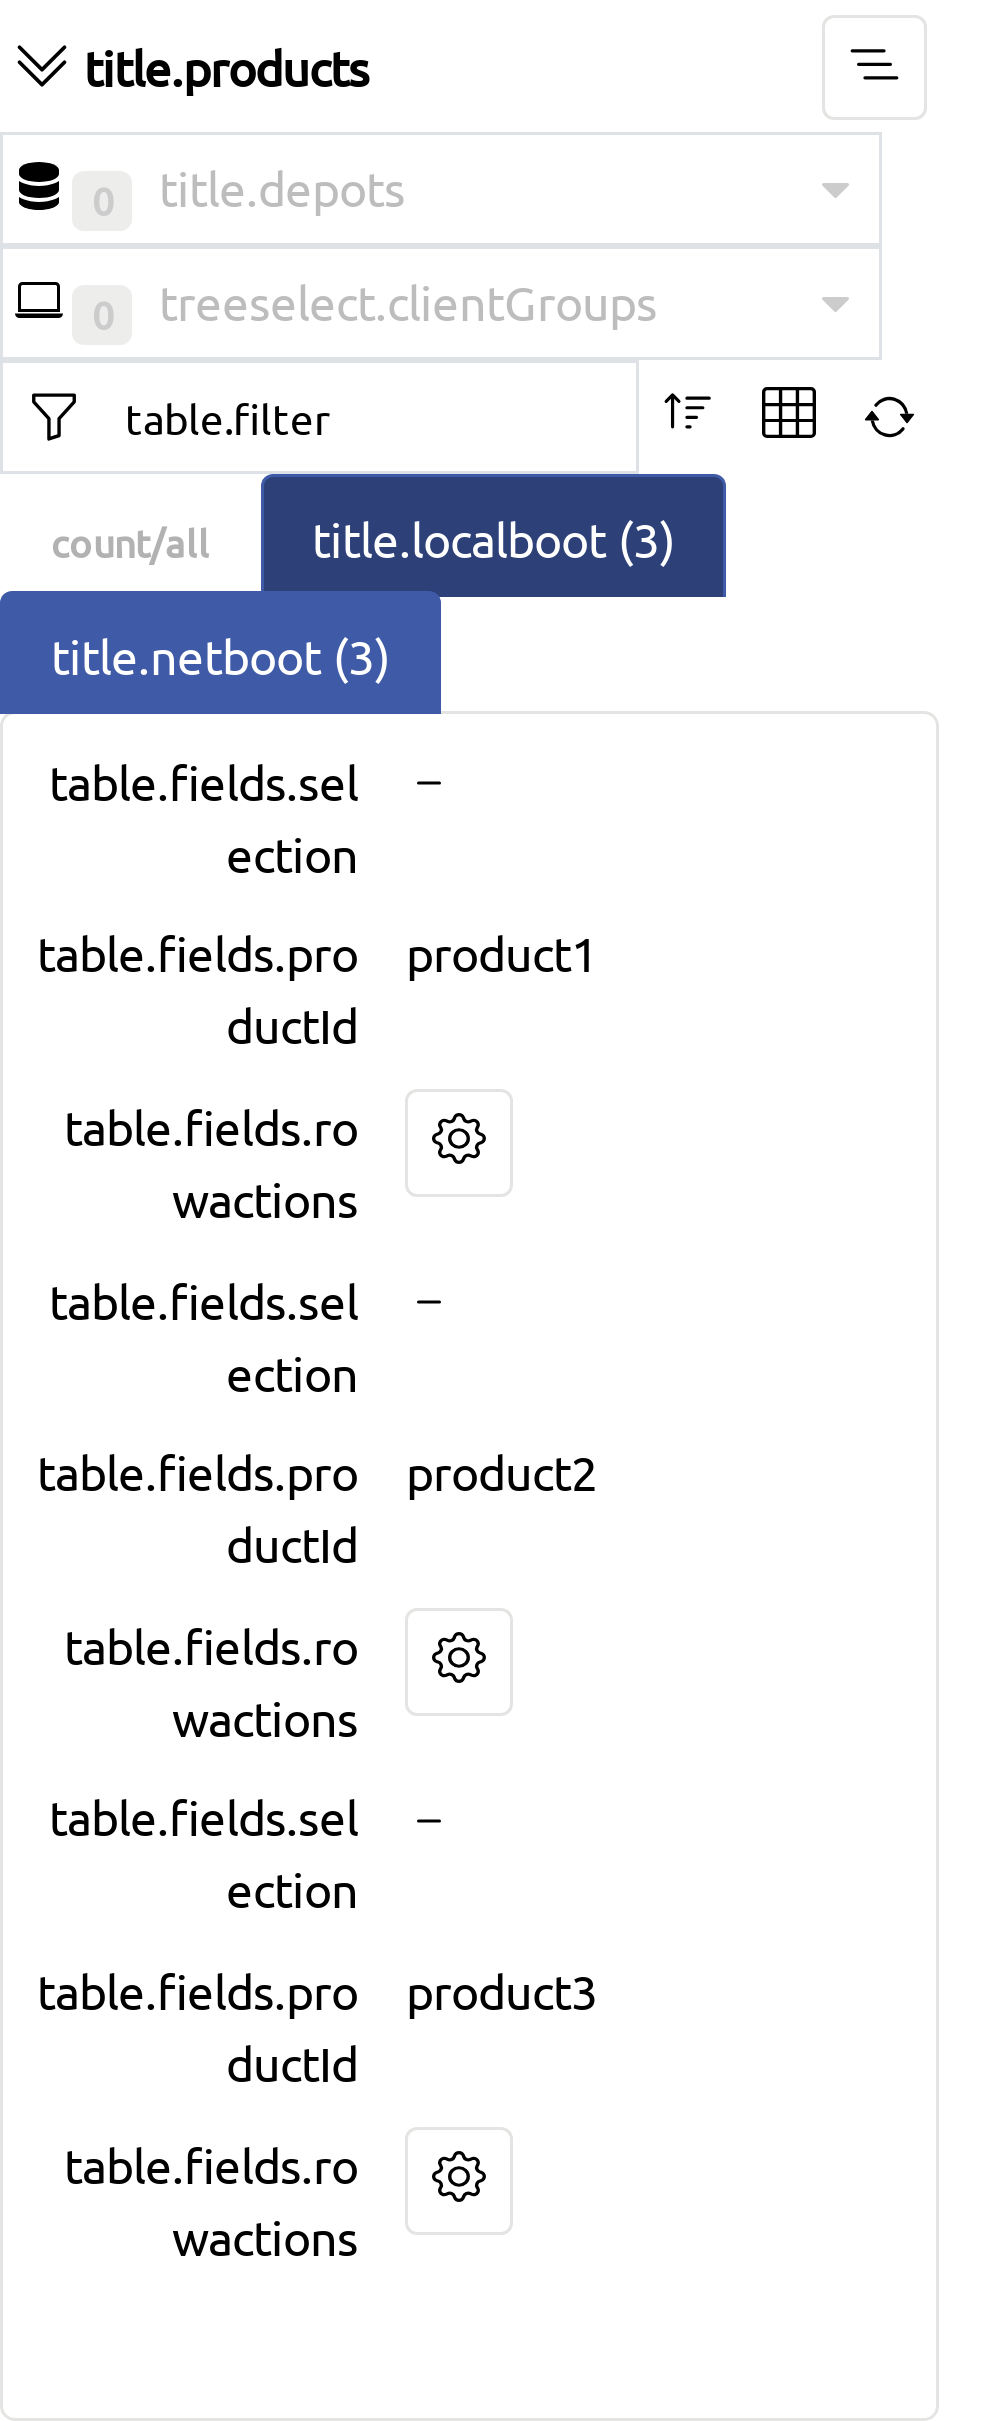 title.products
0 title.depots
0 treeselect.clientGroups
table.filter
count/all title.localboot (3)
title.netboot (3)
table.fields.sel –
ection
table.fields.pro product1
ductId
table.fields.ro
wactions
table.fields.sel –
ection
table.fields.pro product2
ductId
table.fields.ro
wactions
table.fields.sel –
ection
table.fields.pro product3
ductId
table.fields.ro
wactions